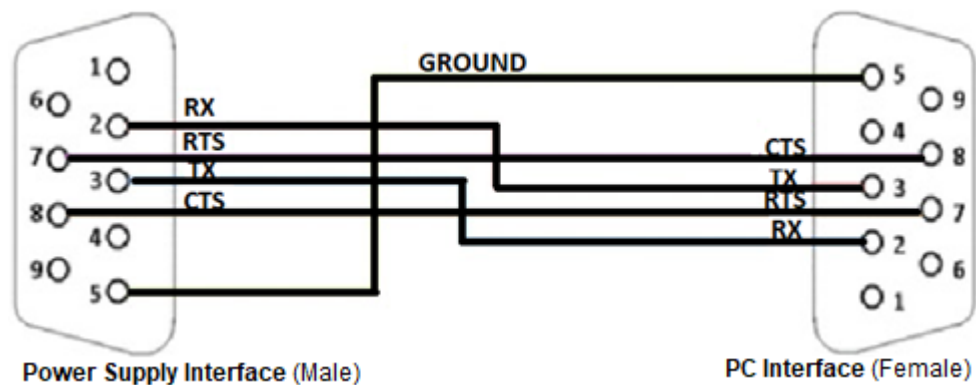 GROUND
1
5
6
9
RX
2
4
RTS
CTS
7
8
TX
TX
3
3
CTS
RTS
8
7
RX
4
2
9
6
5
1
Power Supply Interface (Male)
PC Interface (Female)